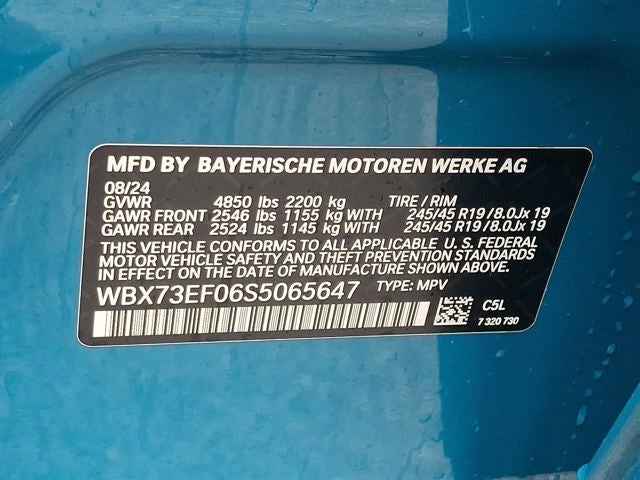 MFD BY BAYERISCHE MOTOREN WERKE AG
08/24
GVWR 4850 lbs 2200 kg TIRE / RIM
GAWR FRONT 2546 lbs 1155 kg WITH 245/45 R19/8.0Jx 19
GAWR REAR 2524 lbs 1145 kg WITH 245/45 R19/8.0Jx 19
THIS VEHICLE CONFORMS TO ALL APPLICABLE U. S. FEDERAL
MOTOR VEHICLE SAFETY AND THEFT PREVENTION STANDARDS
IN EFFECT ON THE DATE OF MANUFACTURE SHOWN ABOVE.
WBX73EF06S5065647 TYPE: MPV
C5L
7 320 730